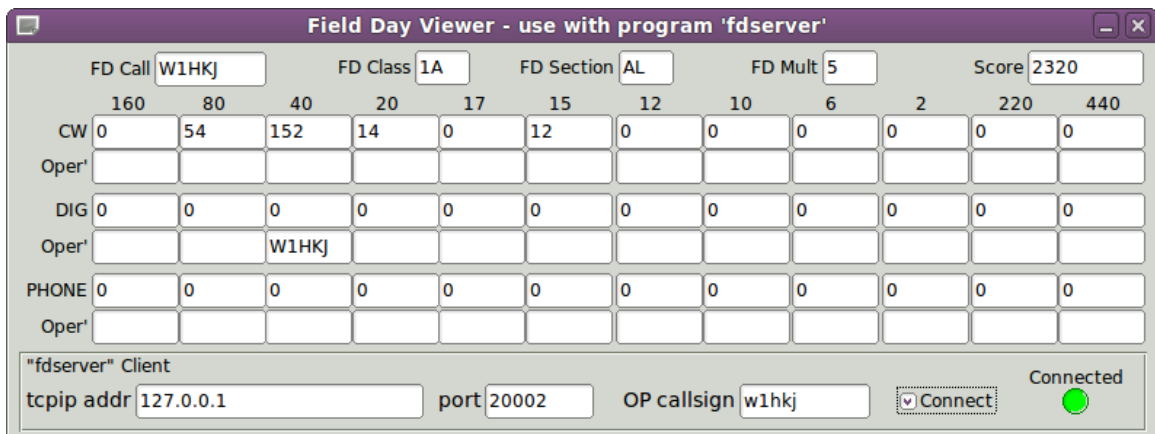 Field Day Viewer - use with program 'fdserver'
FD Call W1HKJ FD Class 1A FD Section AL FD Mult 5 Score 2320
160 80 40 20 17 15 12 10 6 2 220 440
CW 0 54 152 14 0 12 0 0 0 0 0 0
Oper'
DIG 0 0 0 0 0 0 0 0 0 0 0 0
Oper' W1HKJ
PHONE 0 0 0 0 0 0 0 0 0 0 0 0
Oper'
"fdserver" Client
Connected
tcpip addr 127.0.0.1 port 20002 OP callsign w1hkj Connect